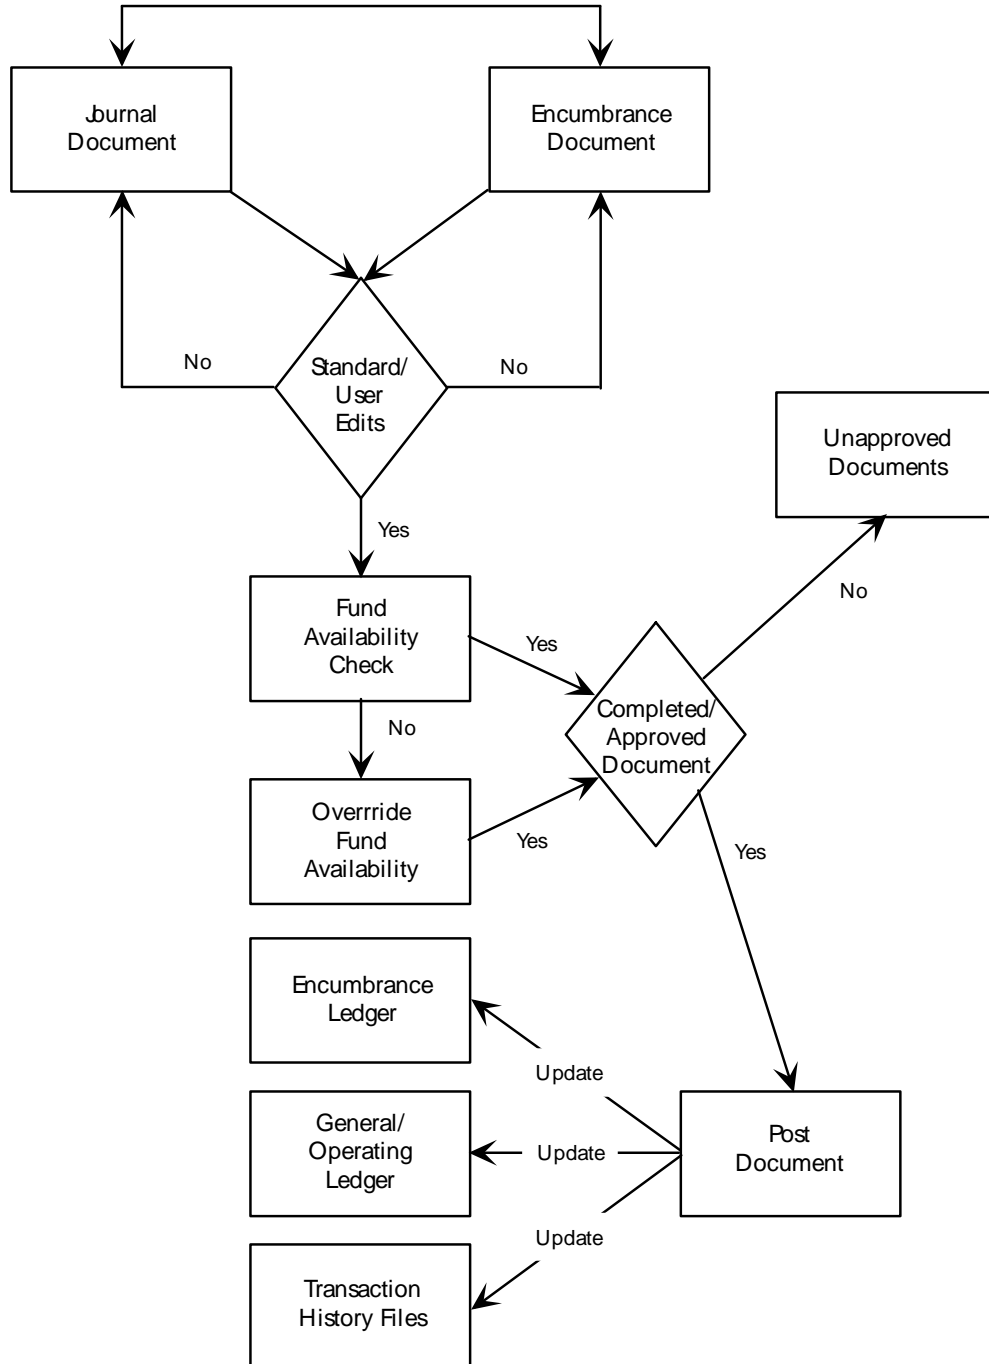 Journal
Document
Encumbrance
Document
No
Standard/
User
Edits
No
Unapproved
Documents
Yes
No
Fund
Availability
Check
Yes
Completed/
Approved
Document
No
Overrride
Fund
Availability
Yes
Yes
Encumbrance
Ledger
Update
General/
Operating
Ledger
Update
Post
Document
Update
Transaction
History Files